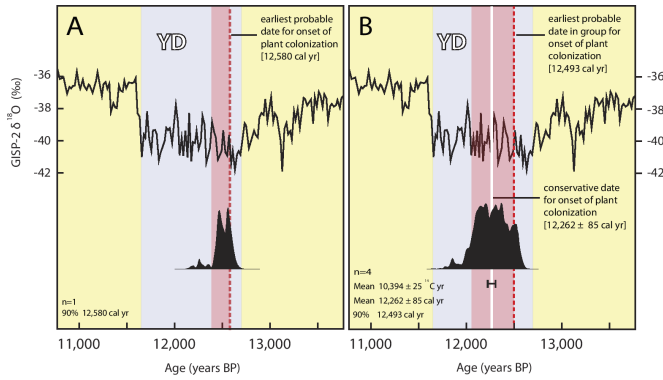 A
YD
earliest probable
date for onset of
plant colonization
[12,580 cal yr]
B
YD
earliest probable
date in group for
onset of plant
colonization
[12,493 cal yr]
GISP-2 δ¹⁸O (‰)
-36
-38
-40
-42
-36
-38
-40
-42
conservative date
for onset of plant
colonization
[12,262 ± 85 cal yr]
n=1
90% 12,580 cal yr
n=4
Mean 10,394 ± 25 ¹⁴C yr
Mean 12,262 ± 85 cal yr
90% 12,493 cal yr
11,000
12,000
13,000
11,000
12,000
13,000
Age (years BP)
Age (years BP)